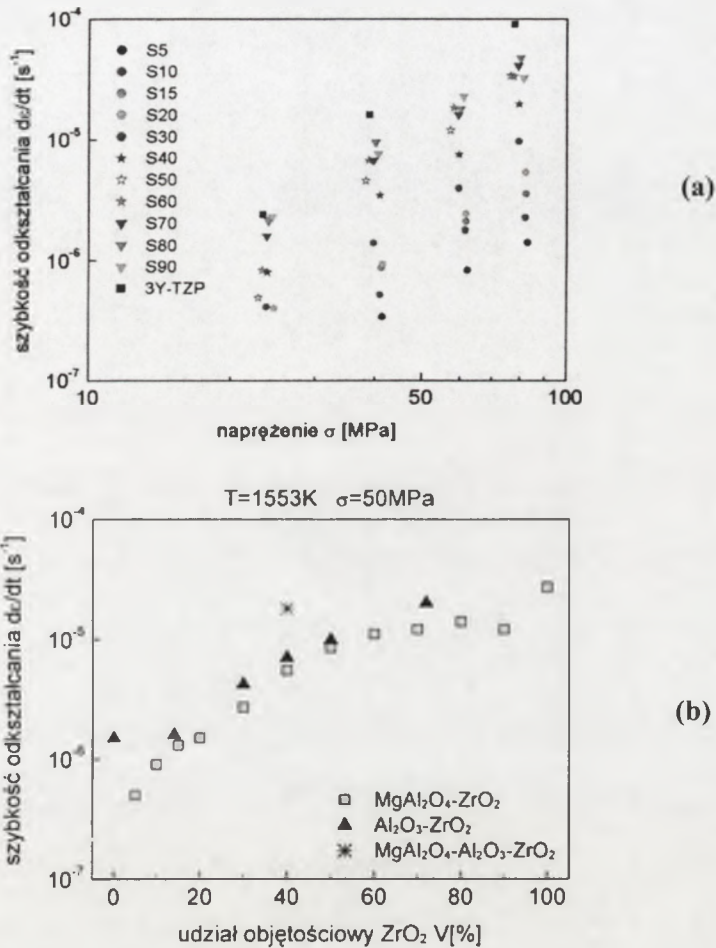 10⁻⁴
10⁻⁵
10⁻⁶
10⁻⁷
szybkość odkształcania dε/dt [s⁻¹]
S5
S10
S15
S20
S30
S40
S50
S60
S70
S80
S90
3Y-TZP
10 50 100
naprężenie σ [MPa]
(a)
T=1553K σ=50MPa
10⁻⁴
10⁻⁵
10⁻⁶
10⁻⁷
szybkość odkształcania dε/dt [s⁻¹]
MgAl₂O₄-ZrO₂
Al₂O₃-ZrO₂
MgAl₂O₄-Al₂O₃-ZrO₂
0 20 40 60 80 100
udział objętościowy ZrO₂ V[%]
(b)